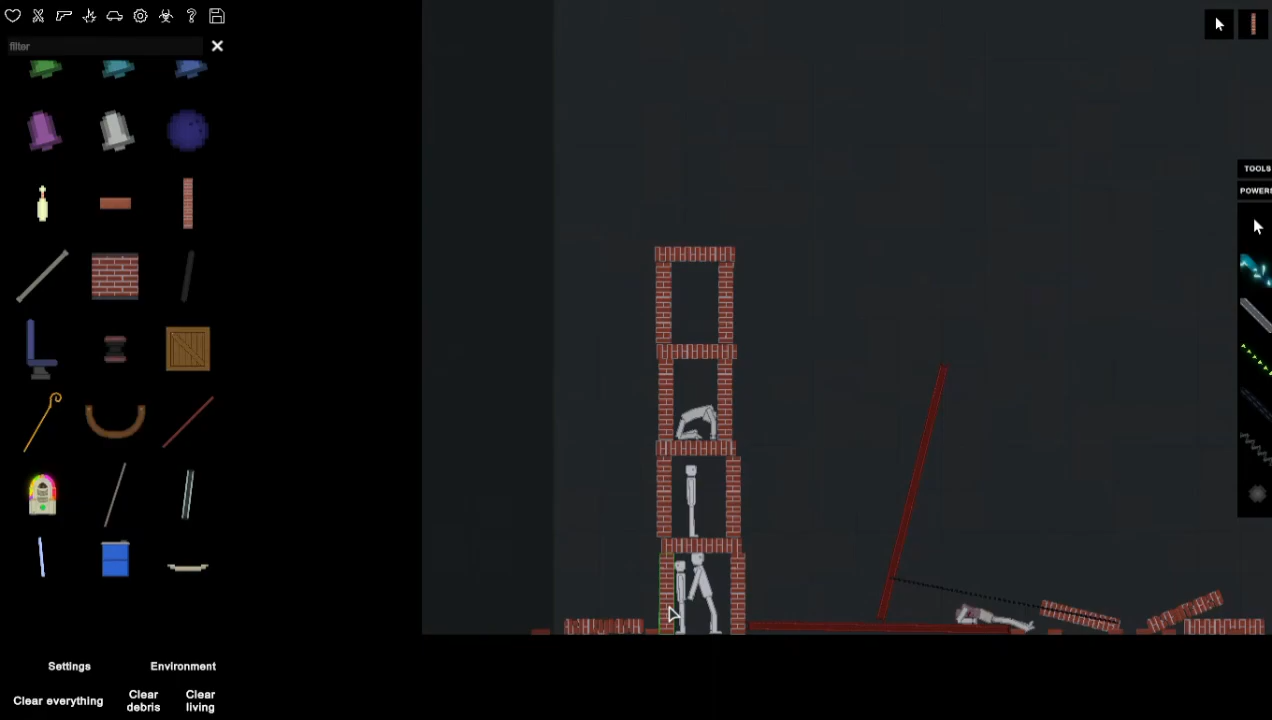 filter
TOOLS
POWERS
Settings
Environment
Clear everything
Clear
debris
Clear
living